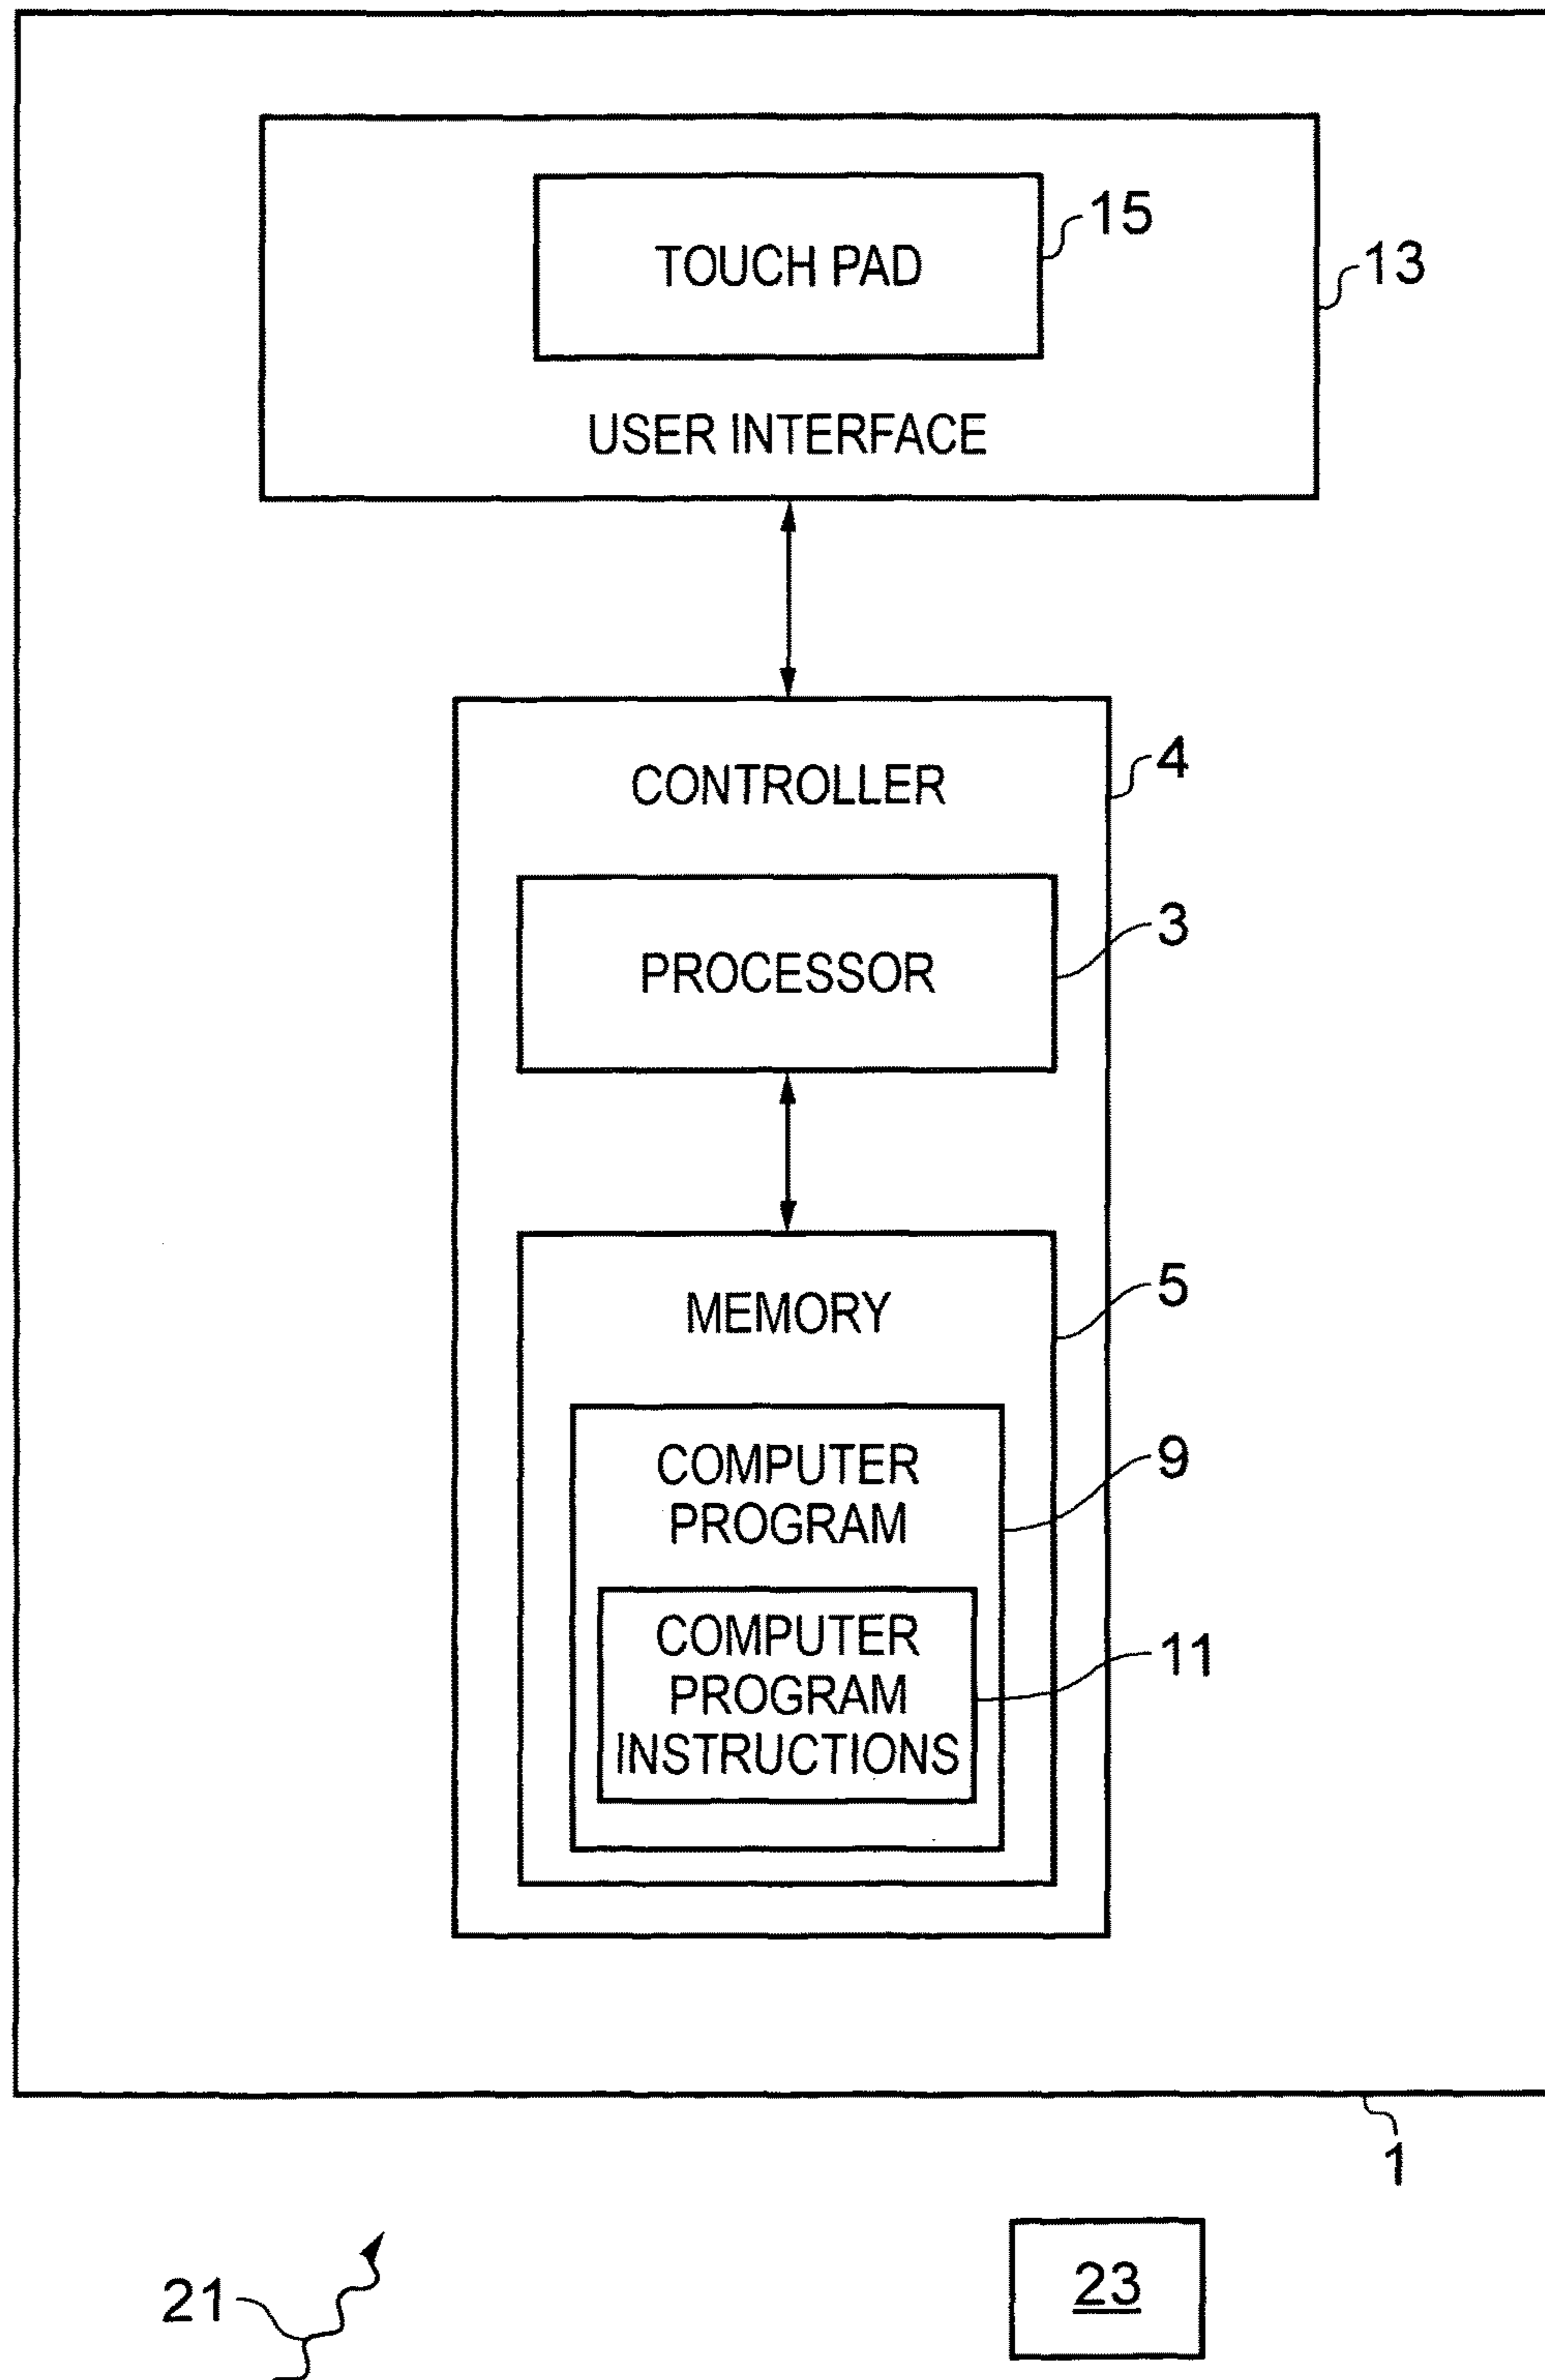 15
TOUCH PAD
13
USER INTERFACE
4
CONTROLLER
3
PROCESSOR
5
MEMORY
9
COMPUTER
PROGRAM
COMPUTER
11
PROGRAM
INSTRUCTIONS
1
21
23